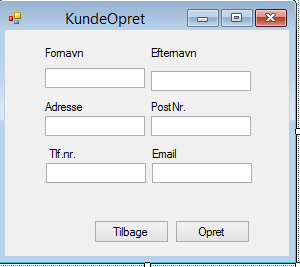 KundeOpret
Fornavn Efternavn
Adresse PostNr.
Tlf.nr. Email
Tilbage Opret